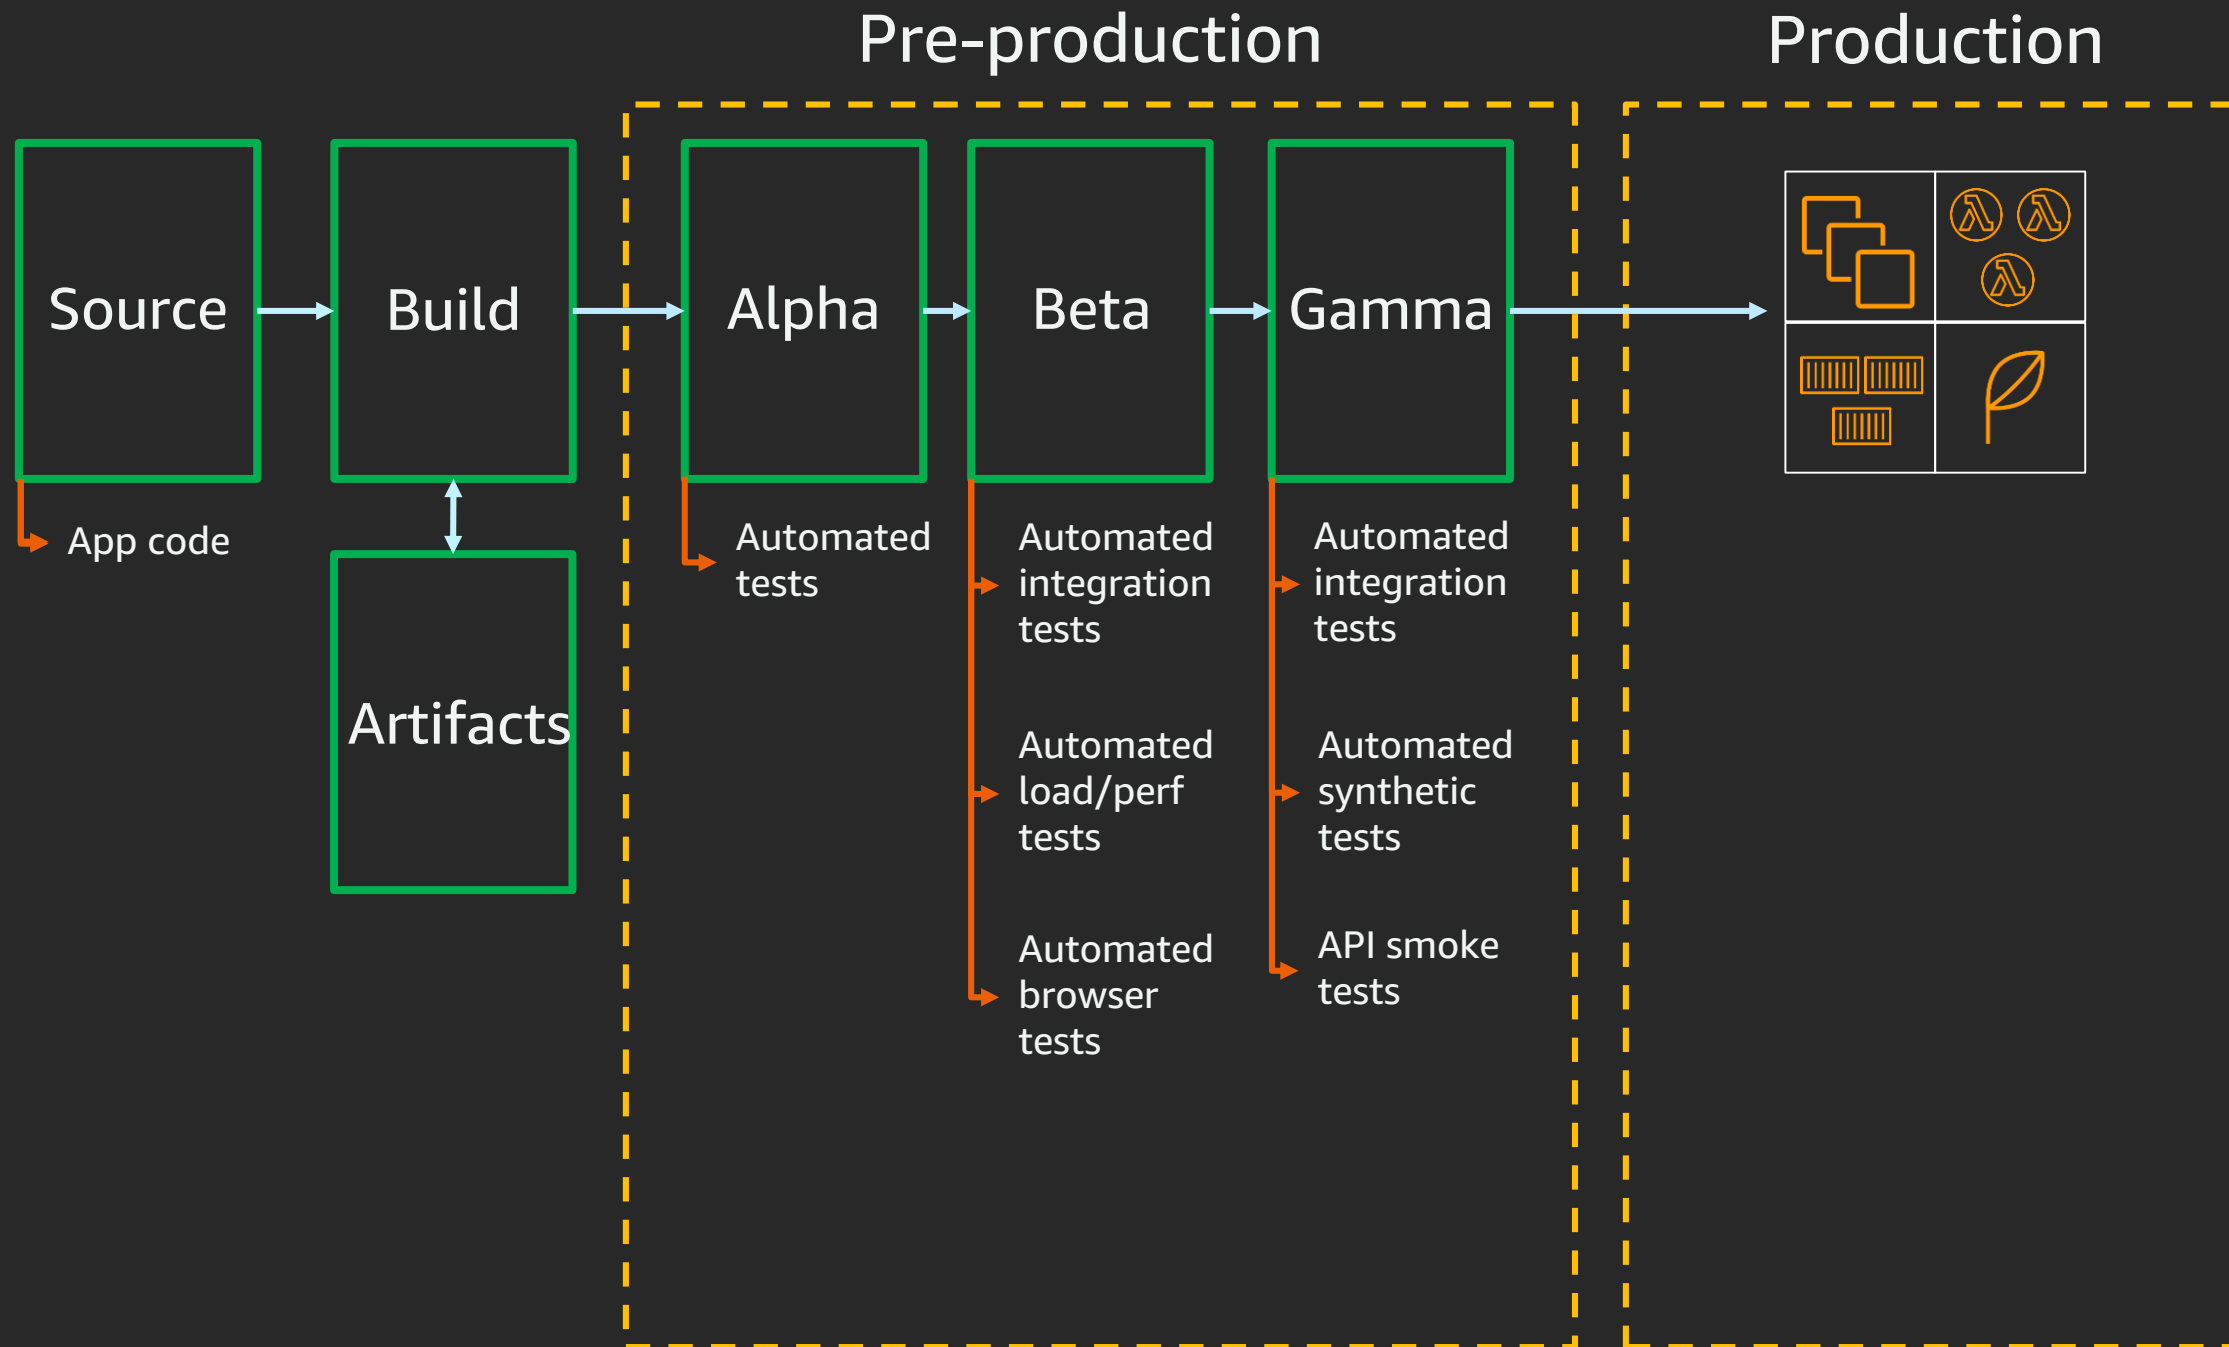 Pre-production
Production
Source
Build
Alpha
Beta
Gamma
App code
Artifacts
Automated
tests
Automated
integration
tests
Automated
load/perf
tests
Automated
browser
tests
Automated
integration
tests
Automated
synthetic
tests
API smoke
tests